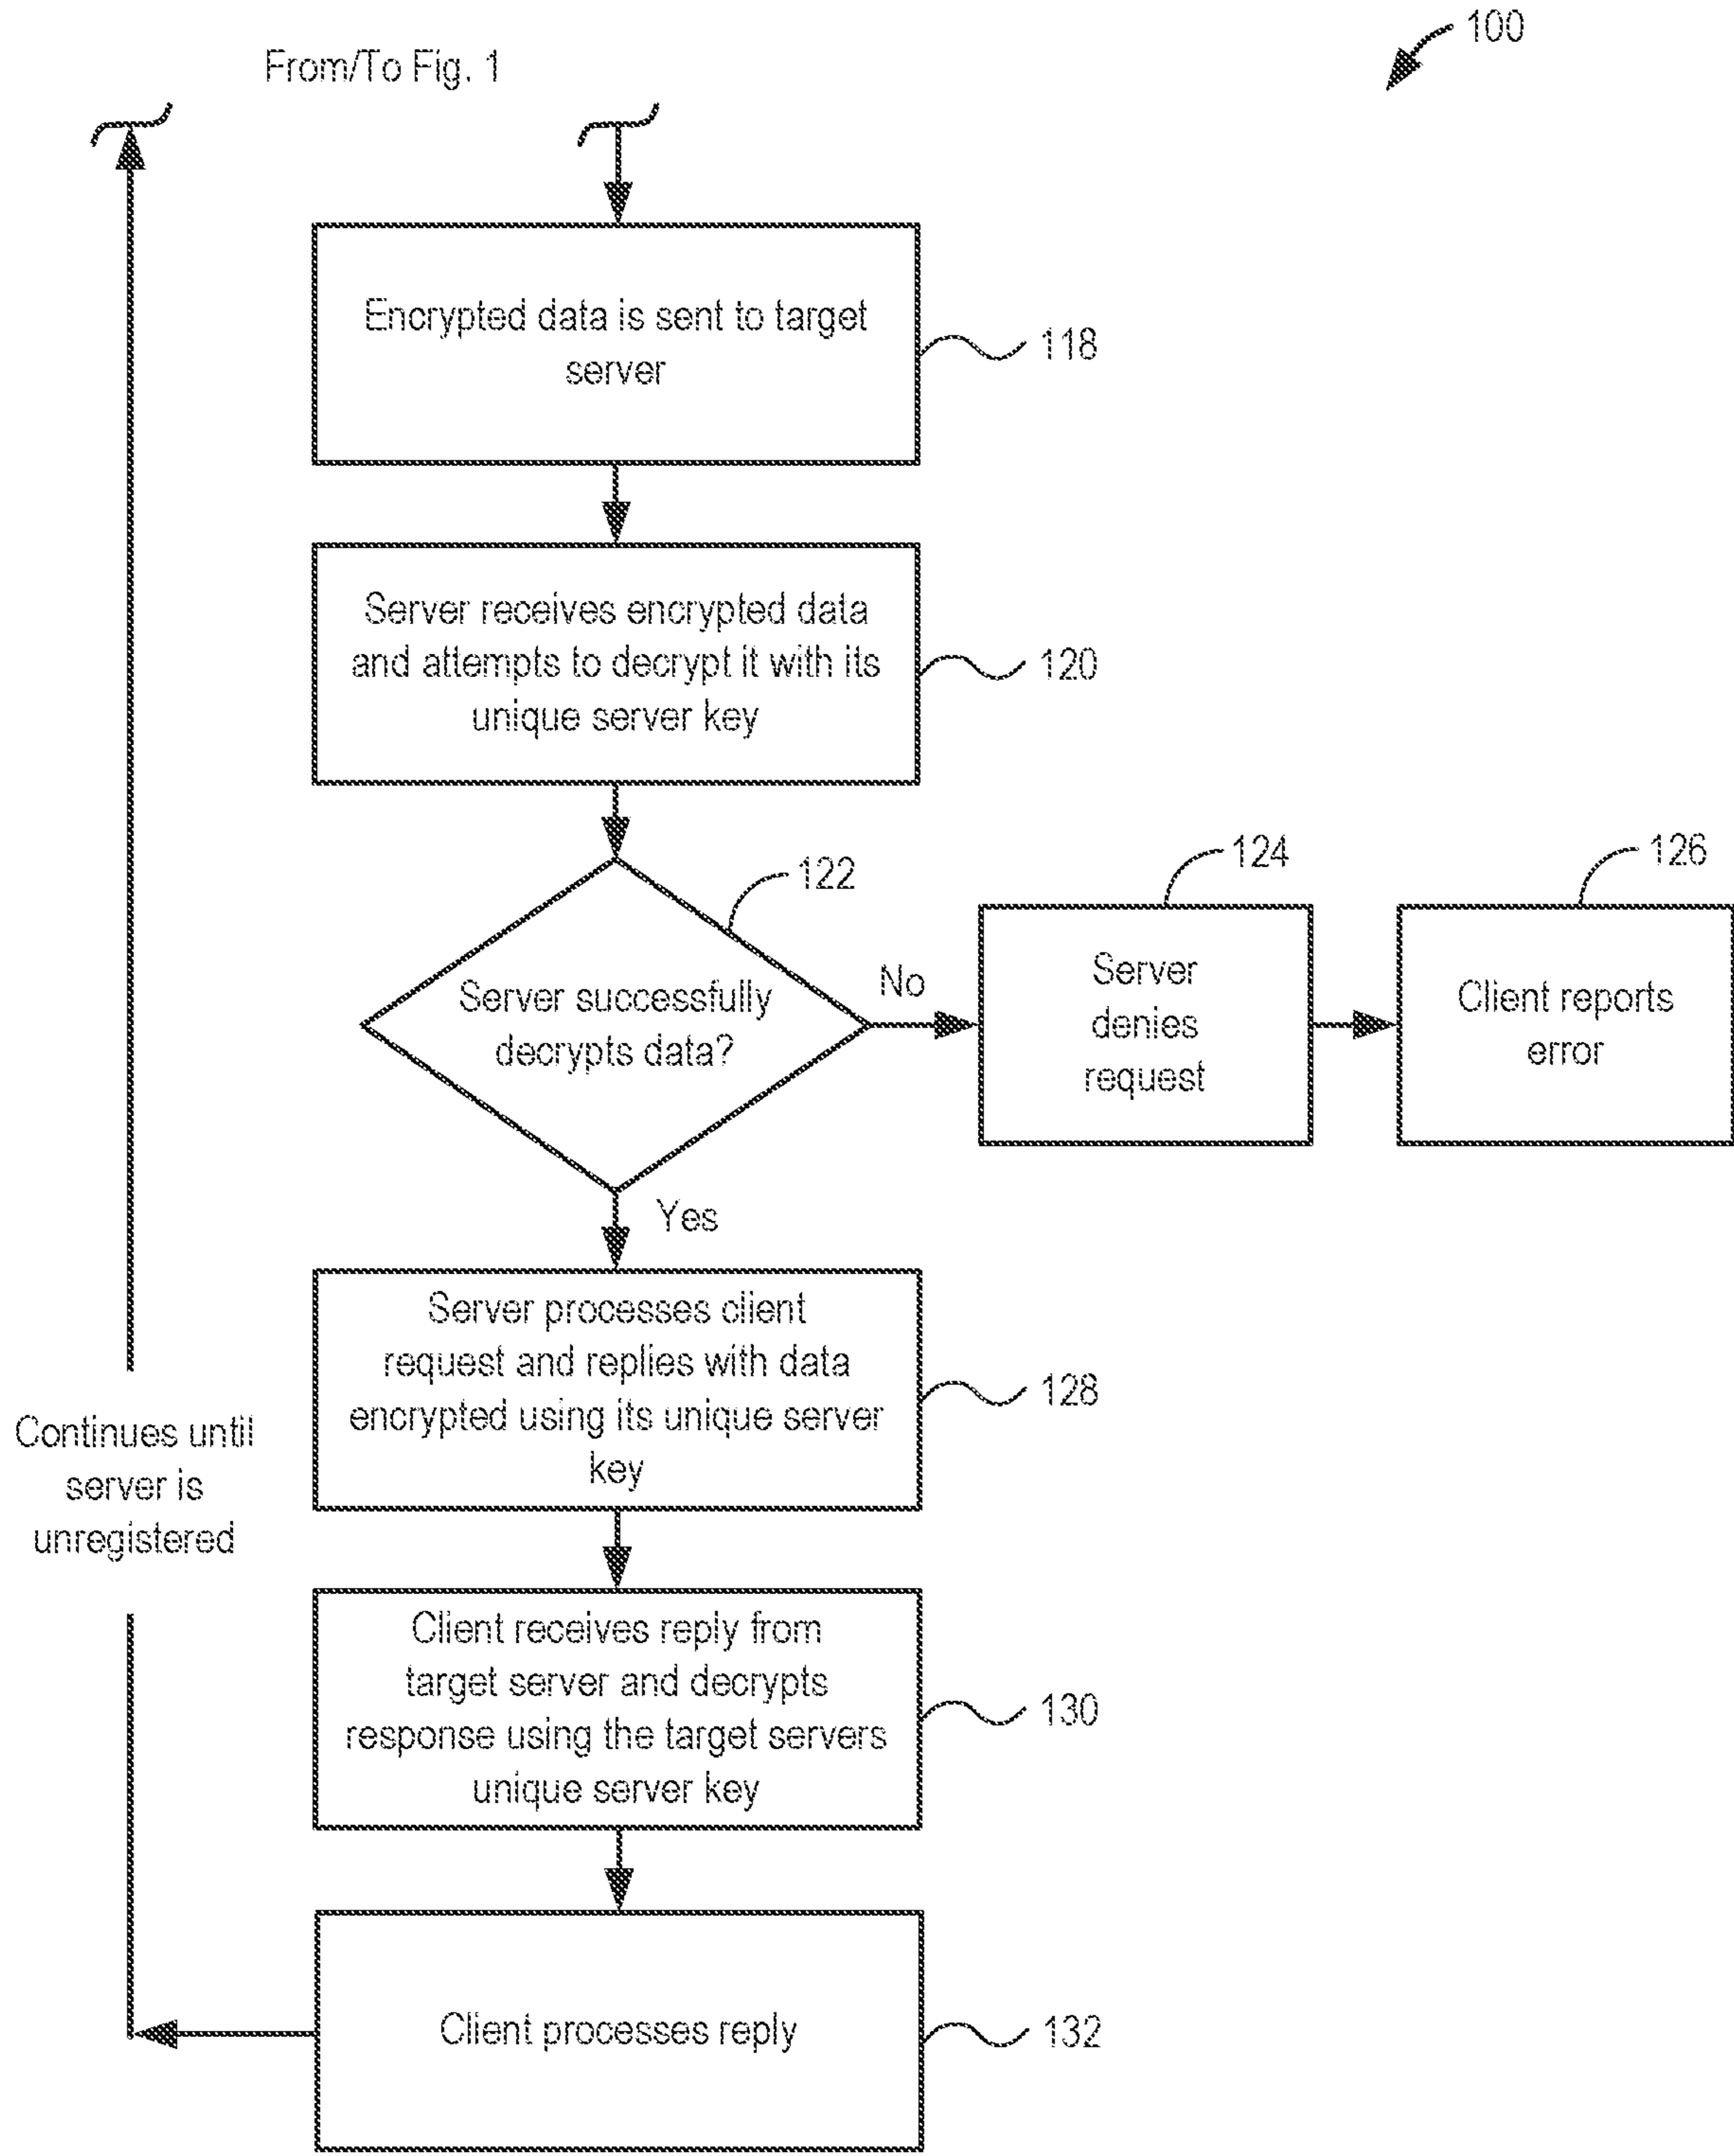 100
From/To Fig. 1
Encrypted data is sent to target
server
118
Server receives encrypted data
and attempts to decrypt it with its
unique server key
120
122
Server successfully
decrypts data?
No
124
Server
denies
request
126
Client reports
error
Yes
Server processes client
request and replies with data
encrypted using its unique server
key
128
Continues until
server is
unregistered
Client receives reply from
target server and decrypts
response using the target servers
unique server key
130
Client processes reply
132